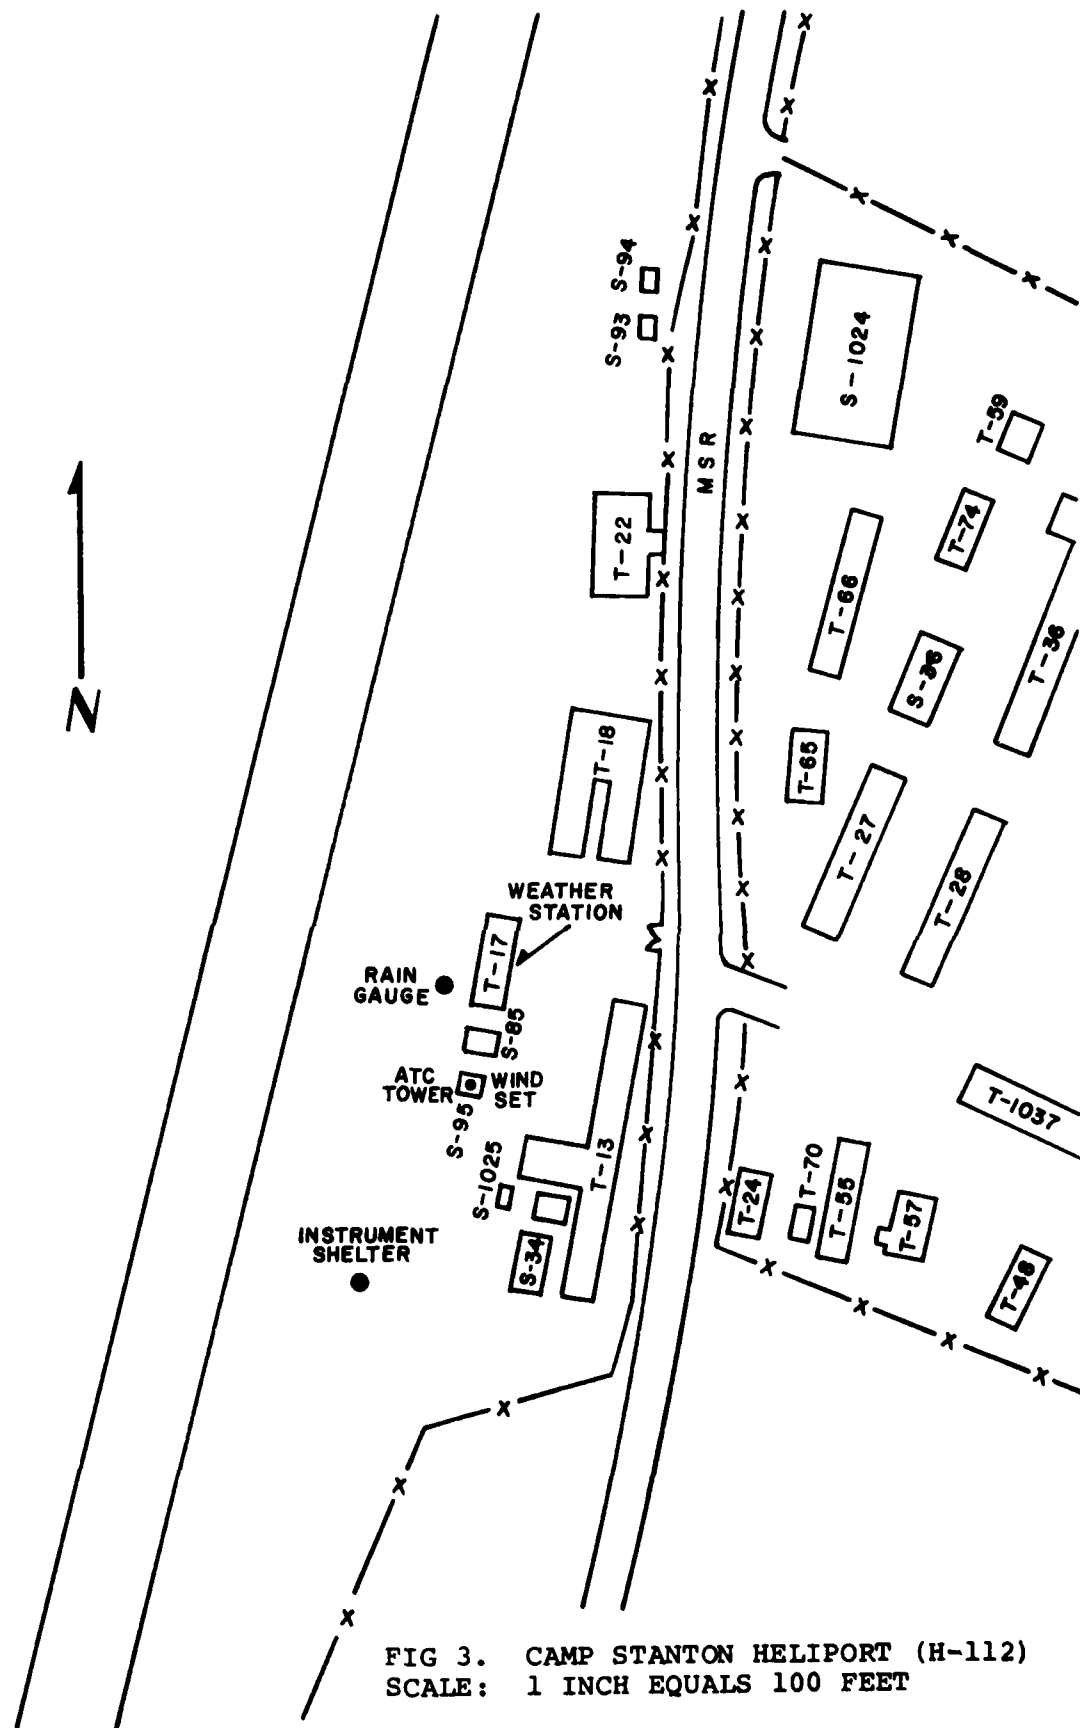 S-94
S-93
S-1024
T-59
MSR
T-22
T-74
T-66
S-36
T-36
N
T-18
T-65
T-27
T-28
WEATHER
STATION
T-17
RAIN
GAUGE
S-85
ATC
TOWER
WIND
SET
S-95
T-1037
T-13
S-1025
T-70
T-24
T-55
T-57
INSTRUMENT
SHELTER
S-34
T-48
FIG 3. CAMP STANTON HELIPORT (H-112)
SCALE: 1 INCH EQUALS 100 FEET